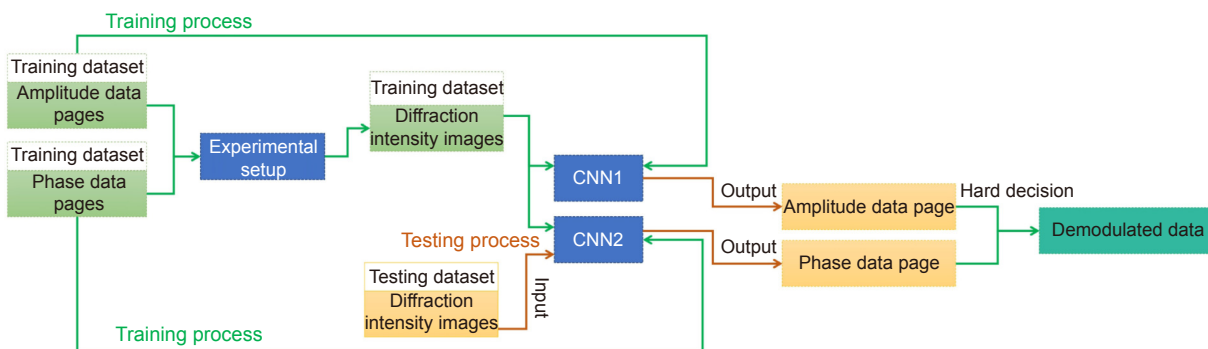 Training process
Training dataset
Amplitude data
pages
Training dataset
Phase data
pages
Experimental
setup
Training dataset
Diffraction
intensity images
CNN1
CNN2
Testing process
Testing dataset
Diffraction
intensity images
Input
Output
Output
Amplitude data page
Phase data page
Hard decision
Demodulated data
Training process